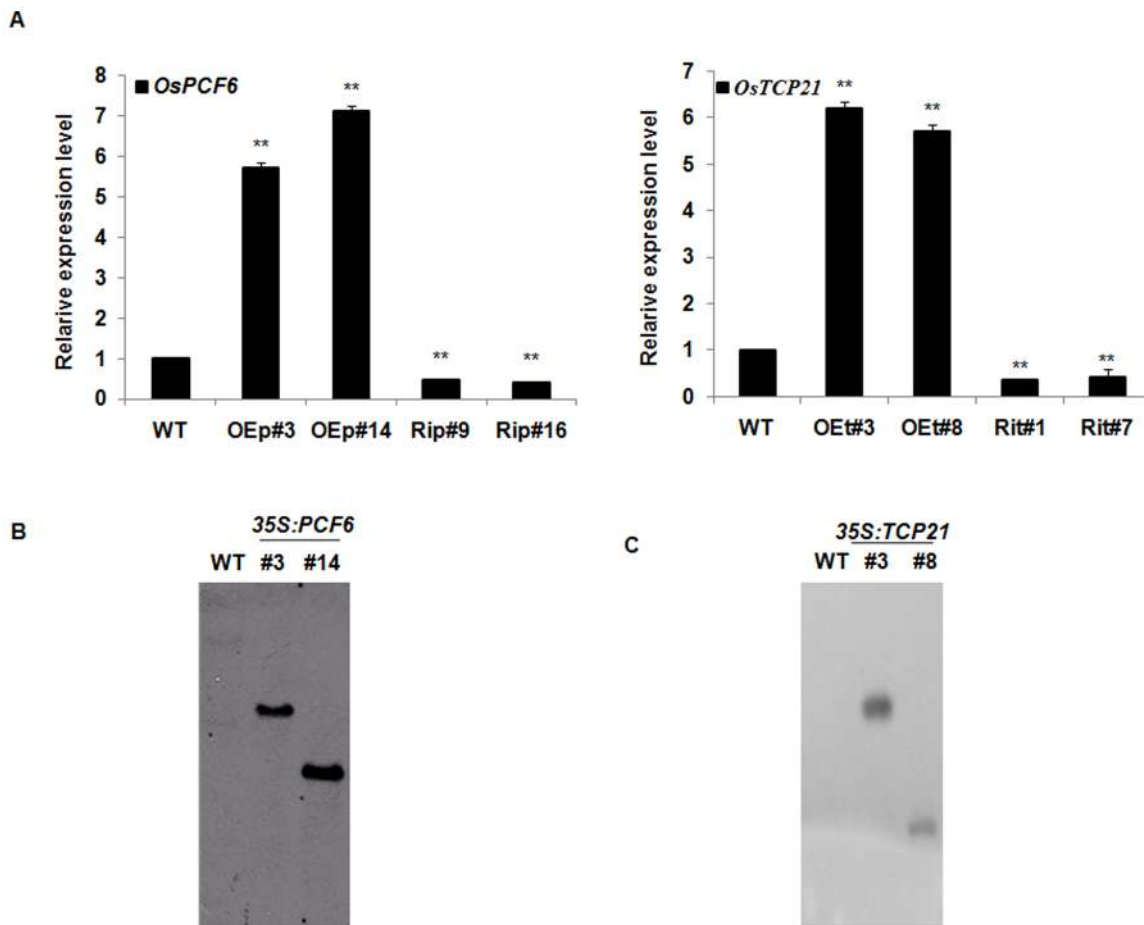 A
Relarive expression level
8
7
6
5
4
3
2
1
0
OsPCF6
**
**
**
**
WT OEp#3 OEp#14 Rip#9 Rip#16
Relarive expression level
7
6
5
4
3
2
1
0
OsTCP21
**
**
**
**
WT OEt#3 OEt#8 Rit#1 Rit#7
B
35S:PCF6
WT #3 #14
C
35S:TCP21
WT #3 #8